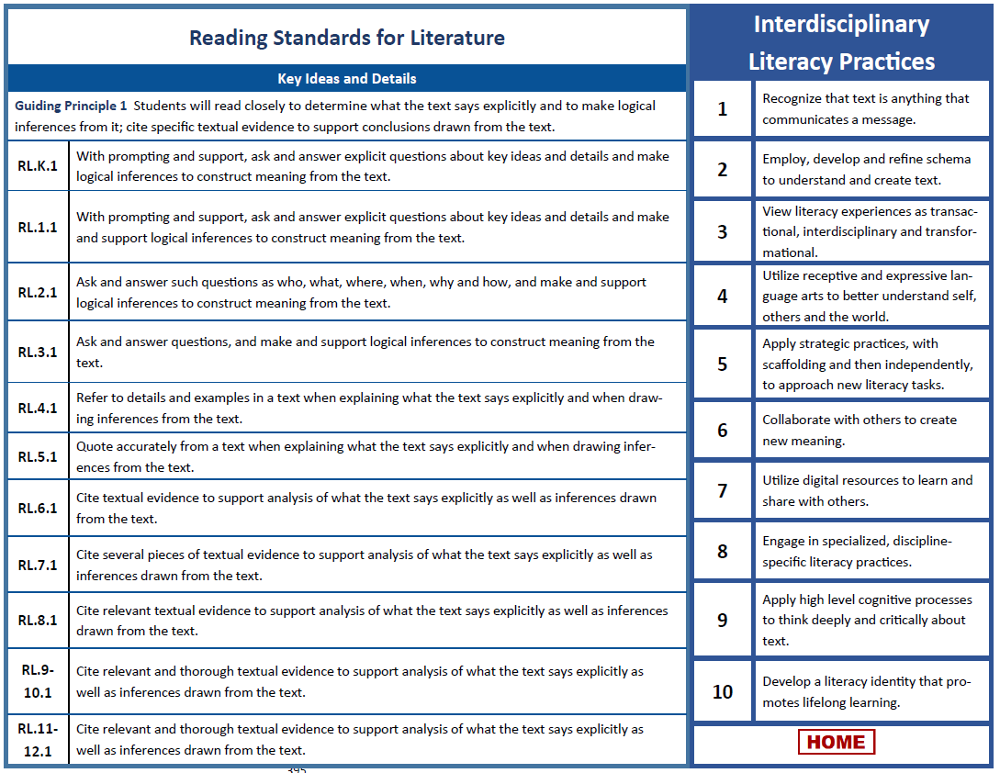 Reading Standards for Literature
Key Ideas and Details
Guiding Principle 1 Students will read closely to determine what the text says explicitly and to make logical
inferences from it; cite specific textual evidence to support conclusions drawn from the text.
RL.K.1
With prompting and support, ask and answer explicit questions about key ideas and details and make
logical inferences to construct meaning from the text.
RL.1.1
With prompting and support, ask and answer explicit questions about key ideas and details and make
and support logical inferences to construct meaning from the text.
RL.2.1
Ask and answer such questions as who, what, where, when, why and how, and make and support
logical inferences to construct meaning from the text.
RL.3.1
Ask and answer questions, and make and support logical inferences to construct meaning from the
text.
RL.4.1
Refer to details and examples in a text when explaining what the text says explicitly and when draw-
ing inferences from the text.
RL.5.1
Quote accurately from a text when explaining what the text says explicitly and when drawing infer-
ences from the text.
RL.6.1
Cite textual evidence to support analysis of what the text says explicitly as well as inferences drawn
from the text.
RL.7.1
Cite several pieces of textual evidence to support analysis of what the text says explicitly as well as
inferences drawn from the text.
RL.8.1
Cite relevant textual evidence to support analysis of what the text says explicitly as well as inferences
drawn from the text.
RL.9-
10.1
Cite relevant and thorough textual evidence to support analysis of what the text says explicitly as
well as inferences drawn from the text.
RL.11-
12.1
Cite relevant and thorough textual evidence to support analysis of what the text says explicitly as
well as inferences drawn from the text.
395
Interdisciplinary
Literacy Practices
1
Recognize that text is anything that
communicates a message.
2
Employ, develop and refine schema
to understand and create text.
3
View literacy experiences as transac-
tional, interdisciplinary and transfor-
mational.
4
Utilize receptive and expressive lan-
guage arts to better understand self,
others and the world.
5
Apply strategic practices, with
scaffolding and then independently,
to approach new literacy tasks.
6
Collaborate with others to create
new meaning.
7
Utilize digital resources to learn and
share with others.
8
Engage in specialized, discipline-
specific literacy practices.
9
Apply high level cognitive processes
to think deeply and critically about
text.
10
Develop a literacy identity that pro-
motes lifelong learning.
HOME